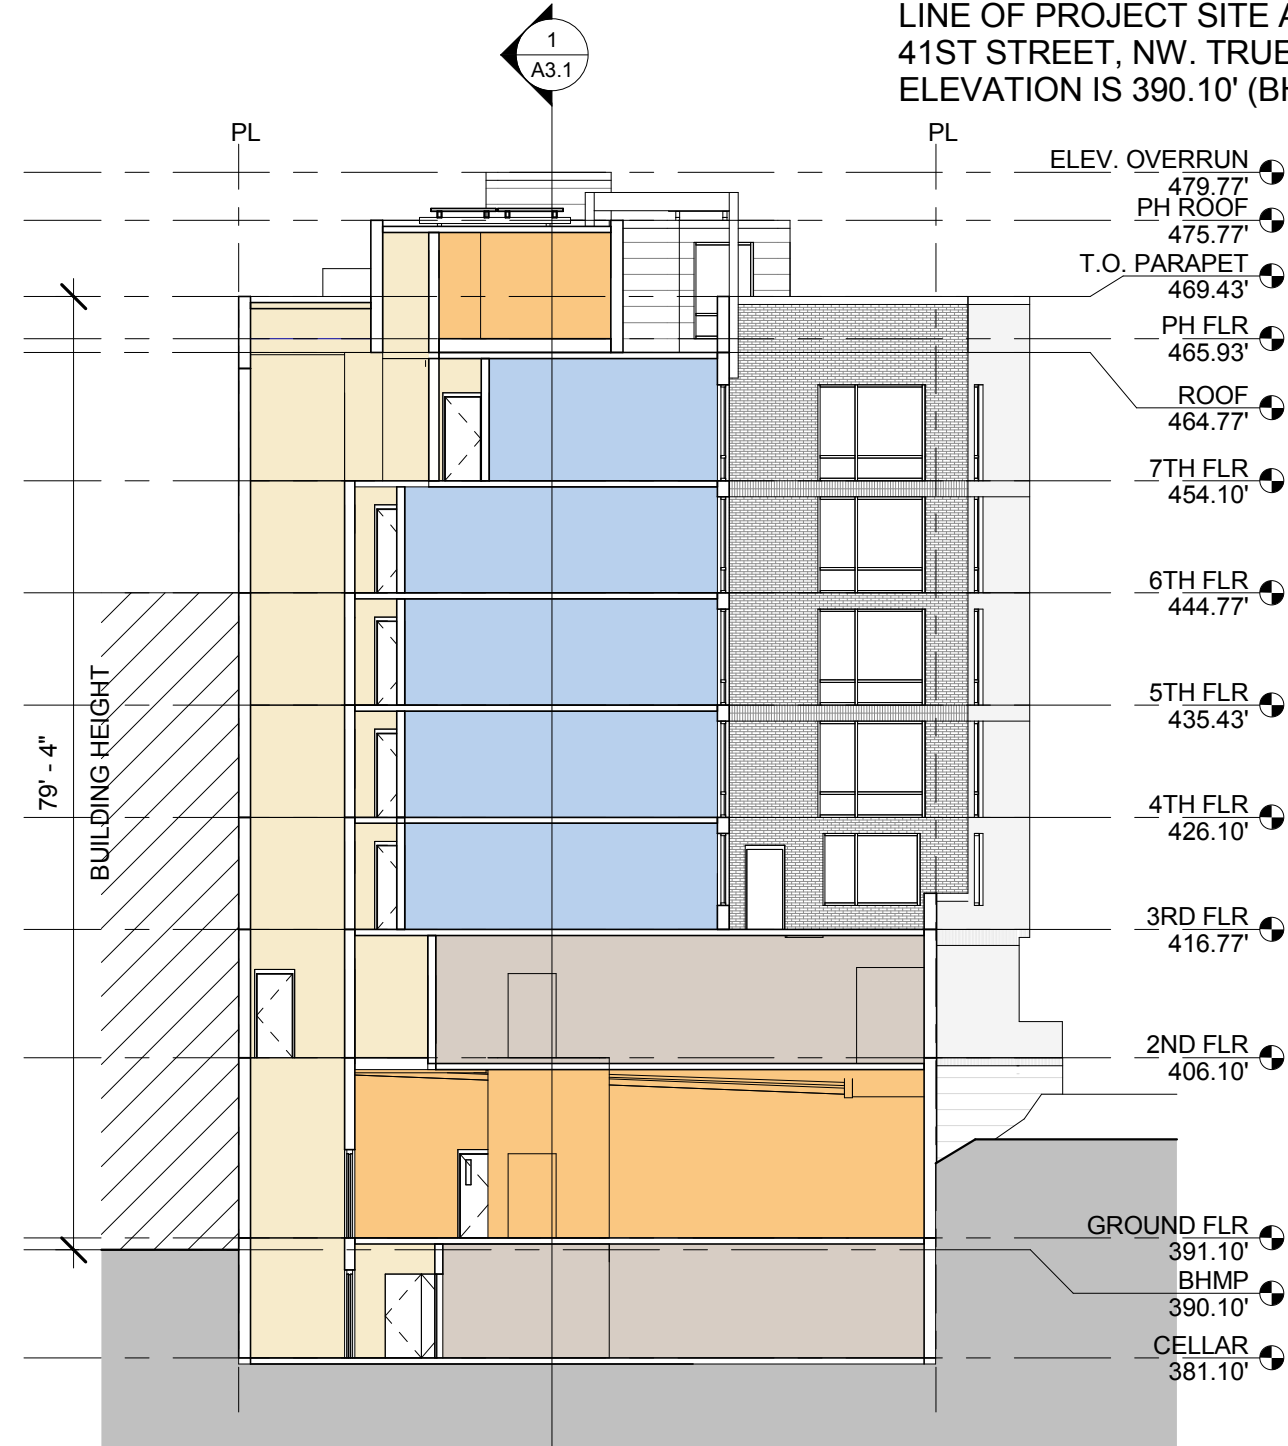 LINE OF PROJECT SITE
41ST STREET, NW. TRUE
ELEVATION IS 390.10'
1
A3.1
PL
PL
ELEV. OVERRUN
479.77'
PH ROOF
475.77'
T.O. PARAPET
469.43'
PH FLR
465.93'
ROOF
464.77'
7TH FLR
454.10'
6TH FLR
444.77'
5TH FLR
435.43'
4TH FLR
426.10'
3RD FLR
416.77'
2ND FLR
406.10'
GROUND FLR
391.10'
BHMP
390.10'
CELLAR
381.10'
79' - 4"
BUILDING HEIGHT